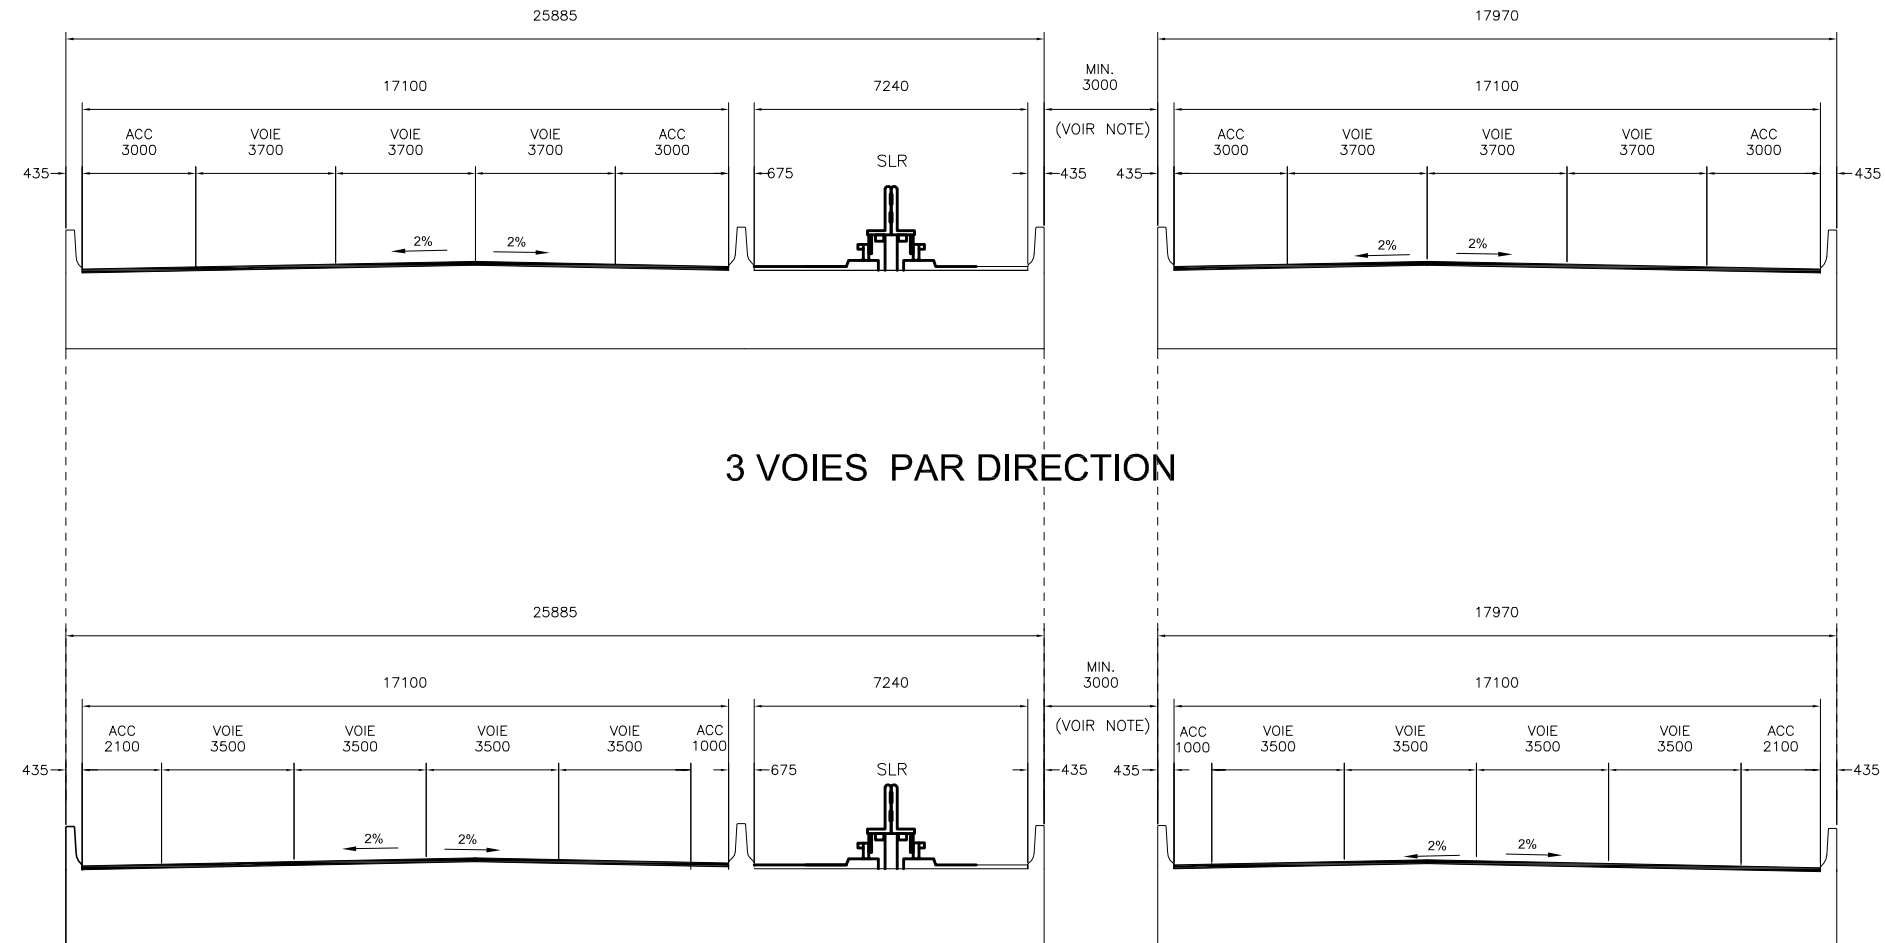 25885 17970
MIN.
17100 7240 3000 17100
(VOIR NOTE)
ACC VOIE VOIE VOIE ACC ACC VOIE VOIE VOIE ACC
3000 3700 3700 3700 3000 3000 3700 3700 3700 3000
SLR
435 675 435 435 435
2% 2% 2% 2%
3 VOIES PAR DIRECTION
25885 17970
MIN.
17100 7240 3000 17100
(VOIR NOTE)
ACC VOIE VOIE VOIE VOIE ACC ACC VOIE VOIE VOIE VOIE ACC
2100 3500 3500 3500 3500 1000 1000 3500 3500 3500 3500 2100
435 675 SLR 435 435 435
2% 2% 2% 2%